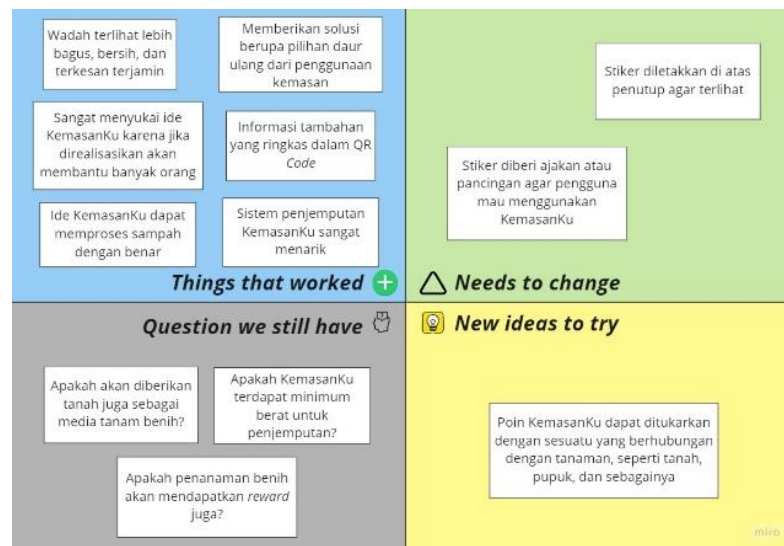 Wadah terlihat lebih
bagus, bersih, dan
terkesan terjamin
Memberikan solusi
berupa pilihan daur
ulang dari penggunaan
kemasan
Sangat menyukai ide
KemasanKu karena jika
direalisasikan akan
membantu banyak orang
Informasi tambahan
yang ringkas dalam QR
Code
Ide KemasanKu dapat
memproses sampah
dengan benar
Sistem penjemputan
KemasanKu sangat
menarik
Things that worked
Stiker diletakkan di atas
penutup agar terlihat
Stiker diberi ajakan atau
pancingan agar pengguna
mau menggunakan
KemasanKu
Needs to change
Question we still have
Apakah akan diberikan
tanah juga sebagai
media tanam benih?
Apakah KemasanKu
terdapat minimum
berat untuk
penjemputan?
Apakah penanaman benih
akan mendapatkan reward
juga?
New ideas to try
Poin KemasanKu dapat ditukarkan
dengan sesuatu yang berhubungan
dengan tanaman, seperti tanah,
pupuk, dan sebagainya
miro